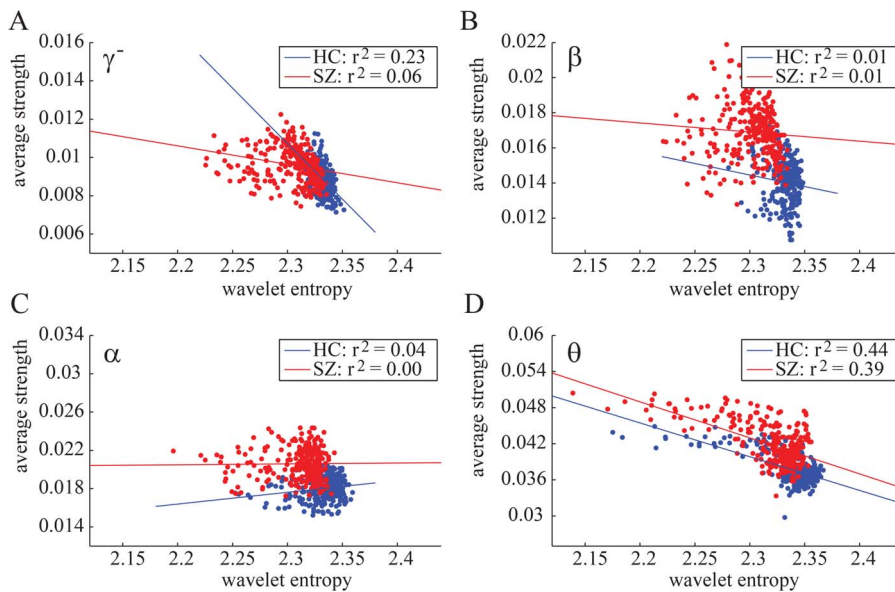 A
γ⁻
HC: r² = 0.23
SZ: r² = 0.06
average strength
0.016
0.014
0.012
0.01
0.008
0.006
2.15 2.2 2.25 2.3 2.35 2.4
wavelet entropy
B
β
HC: r² = 0.01
SZ: r² = 0.01
average strength
0.022
0.02
0.018
0.016
0.014
0.012
2.15 2.2 2.25 2.3 2.35 2.4
wavelet entropy
C
α
HC: r² = 0.04
SZ: r² = 0.00
average strength
0.034
0.03
0.026
0.022
0.018
0.014
2.15 2.2 2.25 2.3 2.35 2.4
wavelet entropy
D
θ
HC: r² = 0.44
SZ: r² = 0.39
average strength
0.06
0.054
0.048
0.042
0.036
0.03
2.15 2.2 2.25 2.3 2.35 2.4
wavelet entropy